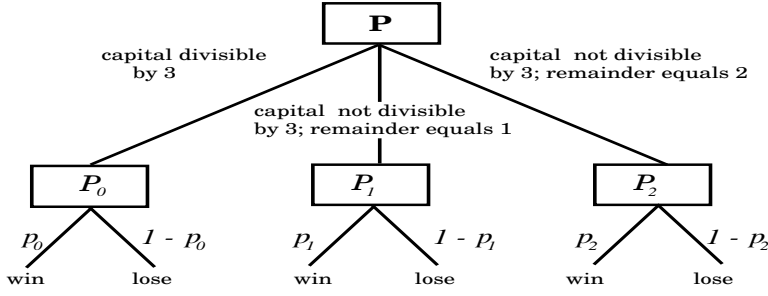 P
capital divisible
by 3
capital not divisible
by 3; remainder equals 2
capital not divisible
by 3; remainder equals 1
P₀
P₁
P₂
p₀
1 - p₀
p₁
1 - p₁
p₂
1 - p₂
win
lose
win
lose
win
lose